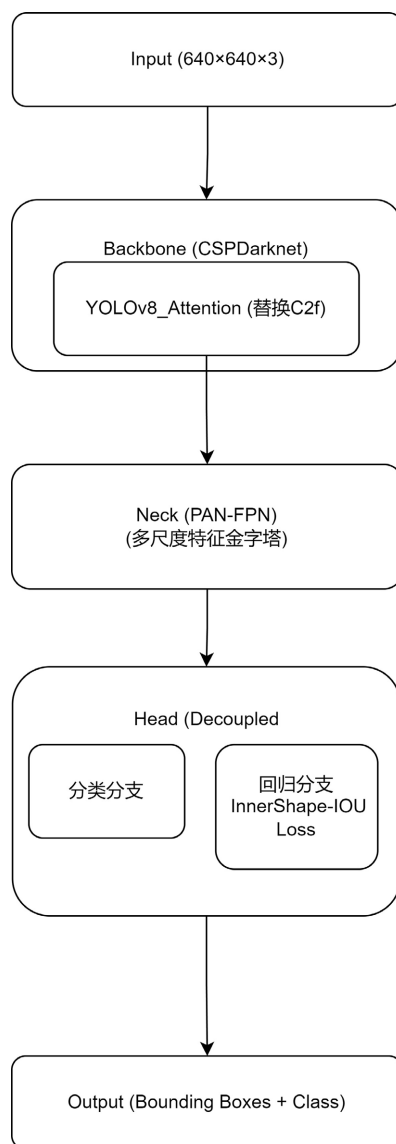 Input (640×640×3)
Backbone (CSPDarknet)
YOLOv8_Attention (替换C2f)
Neck (PAN-FPN)
(多尺度特征金字塔)
Head (Decoupled
分类分支
回归分支
InnerShape-IOU
Loss
Output (Bounding Boxes + Class)